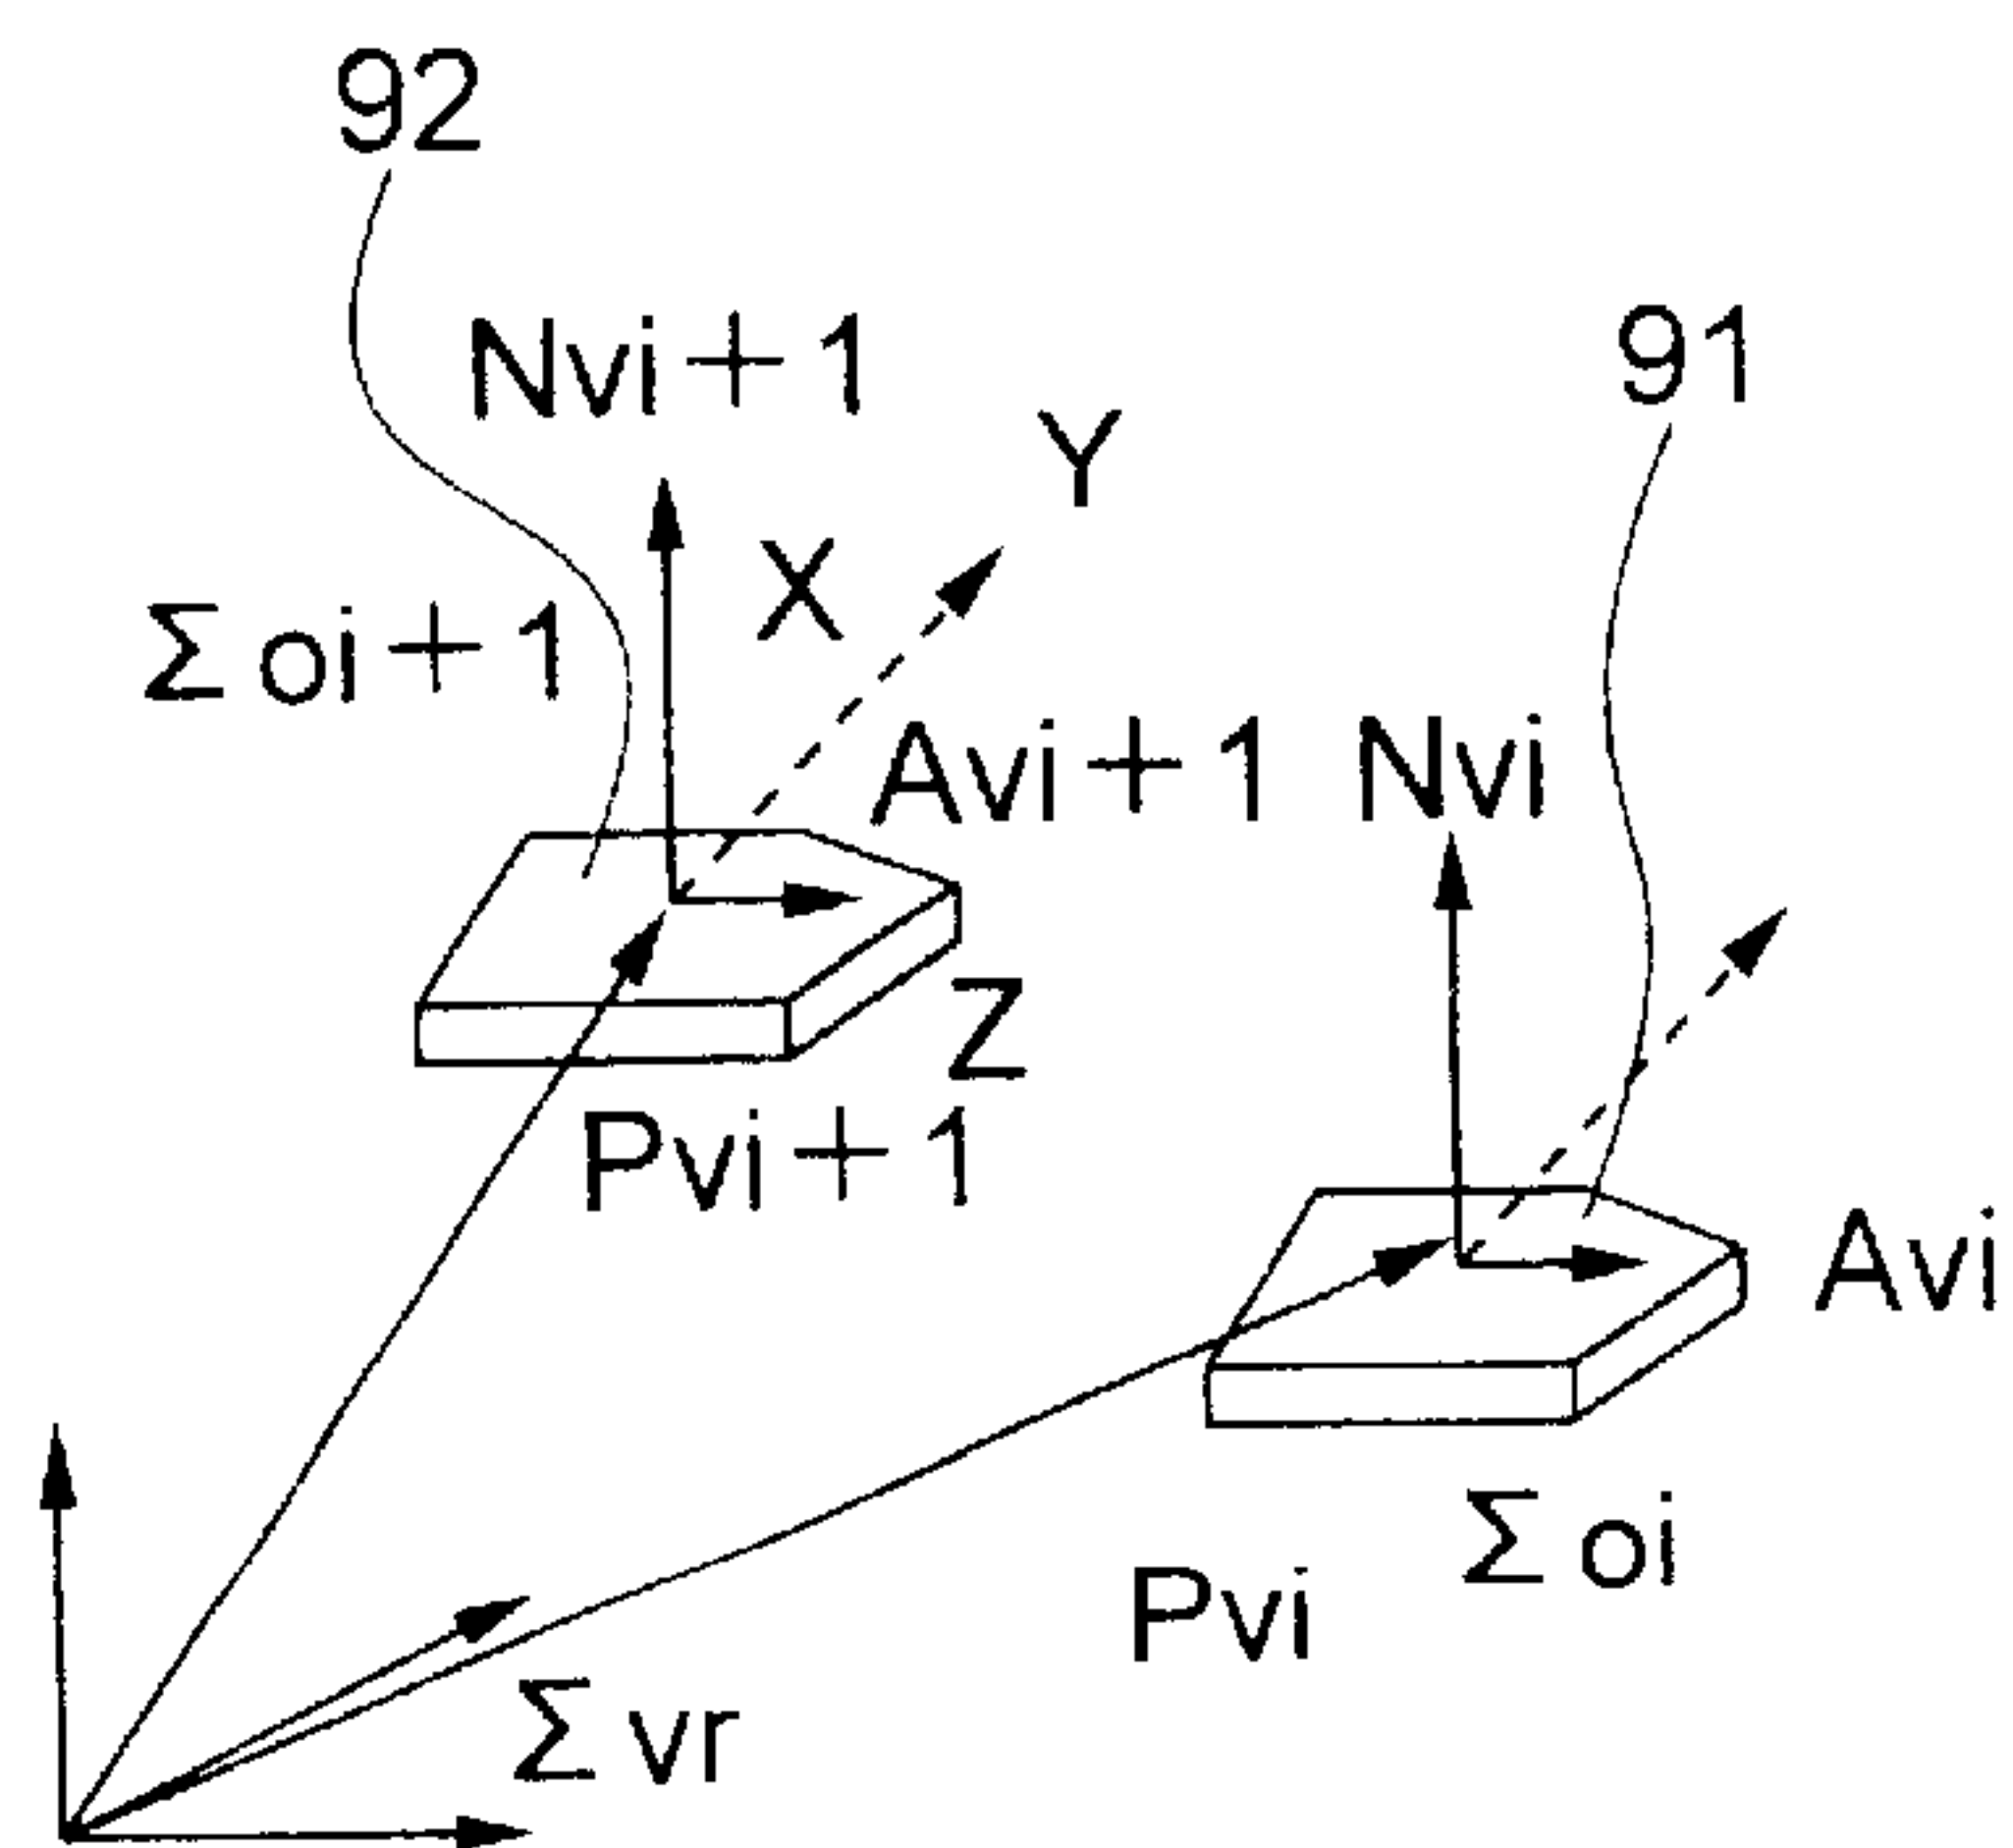 92
Nvi+1
91
Y
X
Σoi+1
Avi+1
Nvi
Z
Pvi+1
Avi
Σoi
Pvi
Σvr